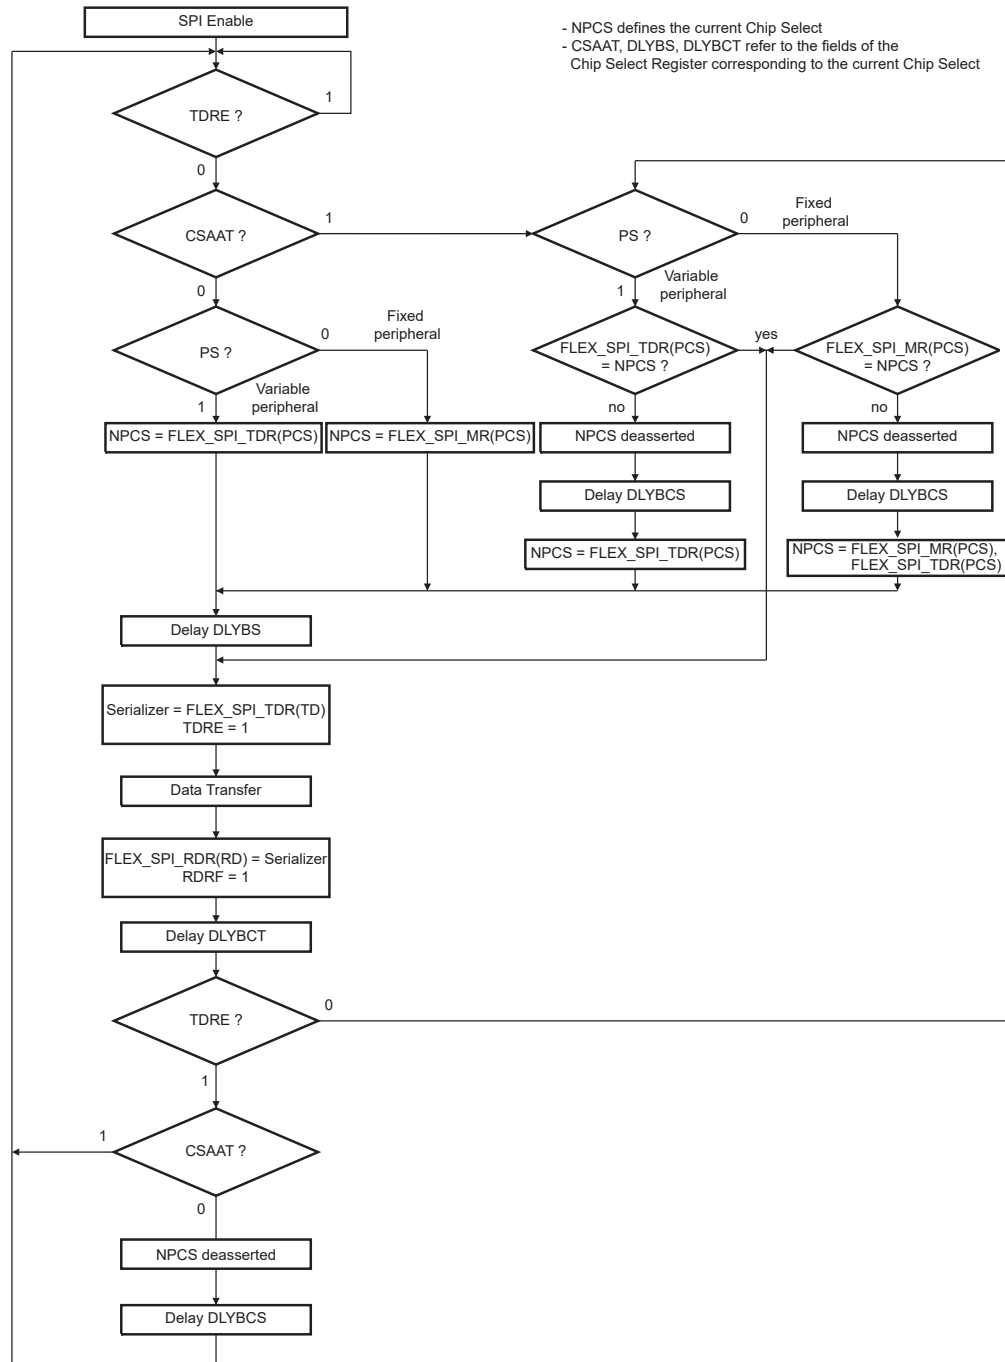 SPI Enable
- NPCS defines the current Chip Select
- CSAAT, DLYBS, DLYBCT refer to the fields of the
Chip Select Register corresponding to the current Chip Select
TDRE ?
1
0
CSAAT ?
1
PS ?
0
Fixed
peripheral
0
1
Variable
peripheral
PS ?
0
Fixed
peripheral
1
Variable
peripheral
FLEX_SPI_TDR(PCS)
= NPCS ?
yes
FLEX_SPI_MR(PCS)
= NPCS ?
no
no
NPCS = FLEX_SPI_TDR(PCS)
NPCS = FLEX_SPI_MR(PCS)
NPCS deasserted
NPCS deasserted
Delay DLYBCS
Delay DLYBCS
NPCS = FLEX_SPI_TDR(PCS)
NPCS = FLEX_SPI_MR(PCS),
FLEX_SPI_TDR(PCS)
Delay DLYBS
Serializer = FLEX_SPI_TDR(TD)
TDRE = 1
Data Transfer
FLEX_SPI_RDR(RD) = Serializer
RDRF = 1
Delay DLYBCT
TDRE ?
0
1
CSAAT ?
1
0
NPCS deasserted
Delay DLYBCS